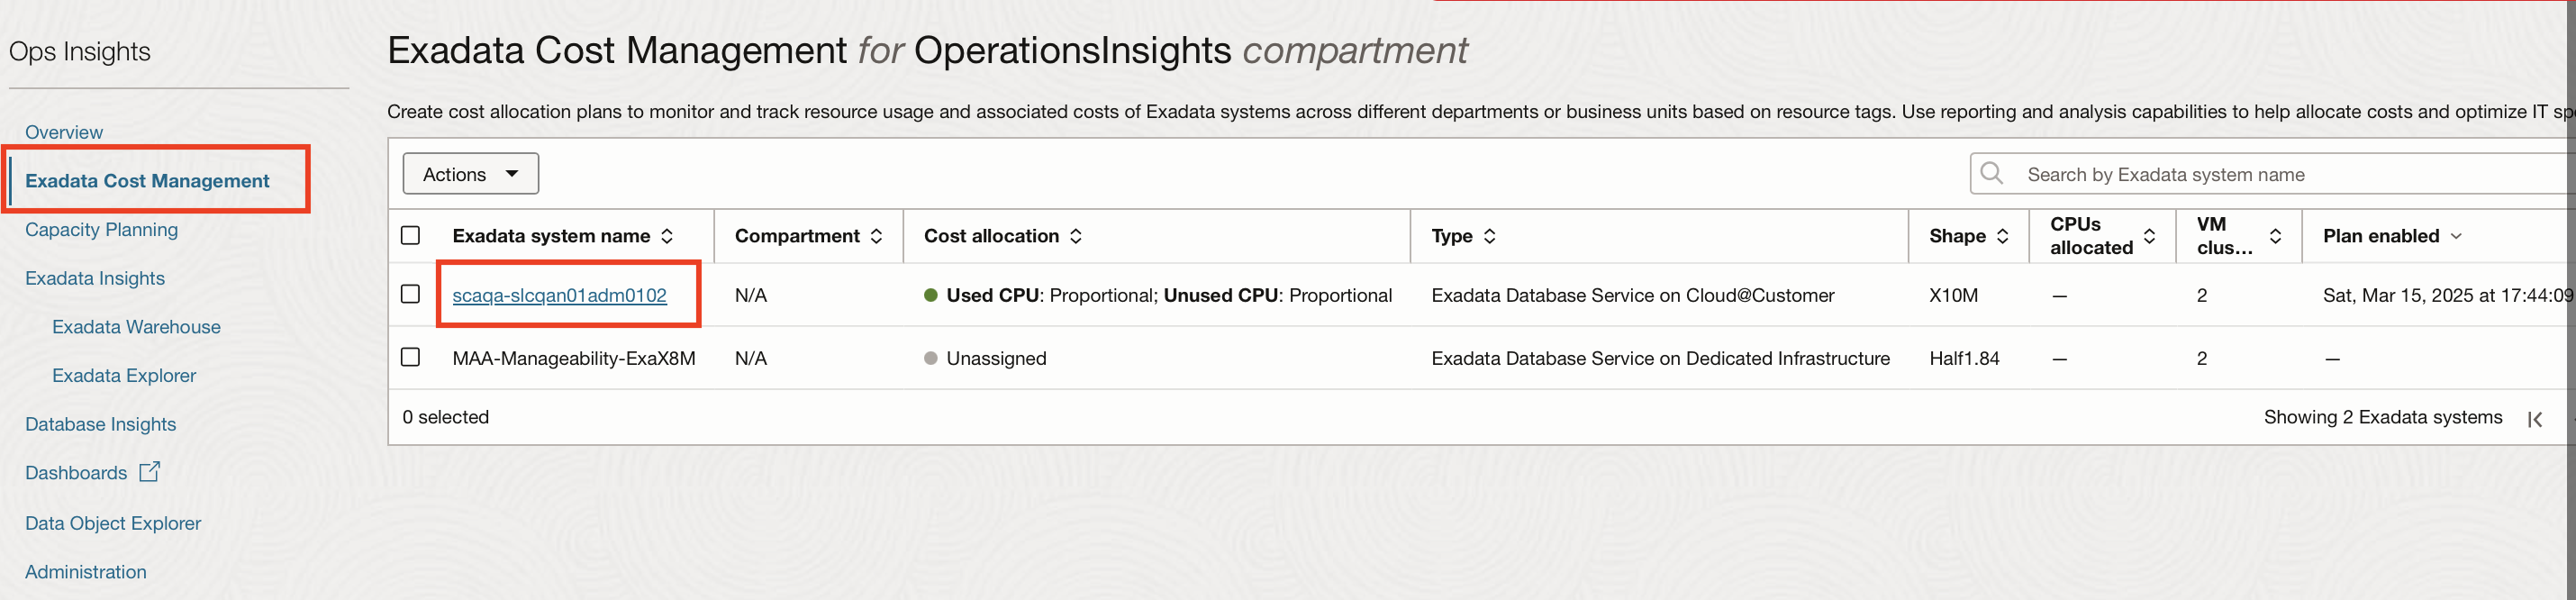 Ops Insights
Overview
Exadata Cost Management
Capacity Planning
Exadata Insights
Exadata Warehouse
Exadata Explorer
Database Insights
Dashboards
Data Object Explorer
Administration
Exadata Cost Management for OperationsInsights compartment
Create cost allocation plans to monitor and track resource usage and associated costs of Exadata systems across different departments or business units based on resource tags. Use reporting and analysis capabilities to help allocate costs and optimize IT
Actions
Search by Exadata system name
Exadata system name Compartment Cost allocation Type Shape CPUs allocated VM clus... Plan enabled
scaqa-slcqan01adm0102 N/A Used CPU: Proportional; Unused CPU: Proportional Exadata Database Service on Cloud@Customer X10M — 2 Sat, Mar 15, 2025 at 17:44:09
MAA-Manageability-ExaX8M N/A Unassigned Exadata Database Service on Dedicated Infrastructure Half1.84 — 2 —
0 selected
Showing 2 Exadata systems